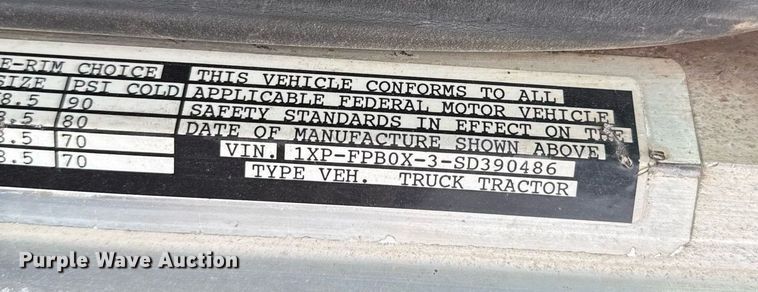 E-RIM CHOICE
SIZE PSI COLD
8.5 90
8.5 80
8.5 70
8.5 70
THIS VEHICLE CONFORMS TO ALL
APPLICABLE FEDERAL MOTOR VEHICLE
SAFETY STANDARDS IN EFFECT ON THE
DATE OF MANUFACTURE SHOWN ABOVE
VIN. 1XP-FPB0X-3-SD390486
TYPE VEH. TRUCK TRACTOR
Purple Wave Auction